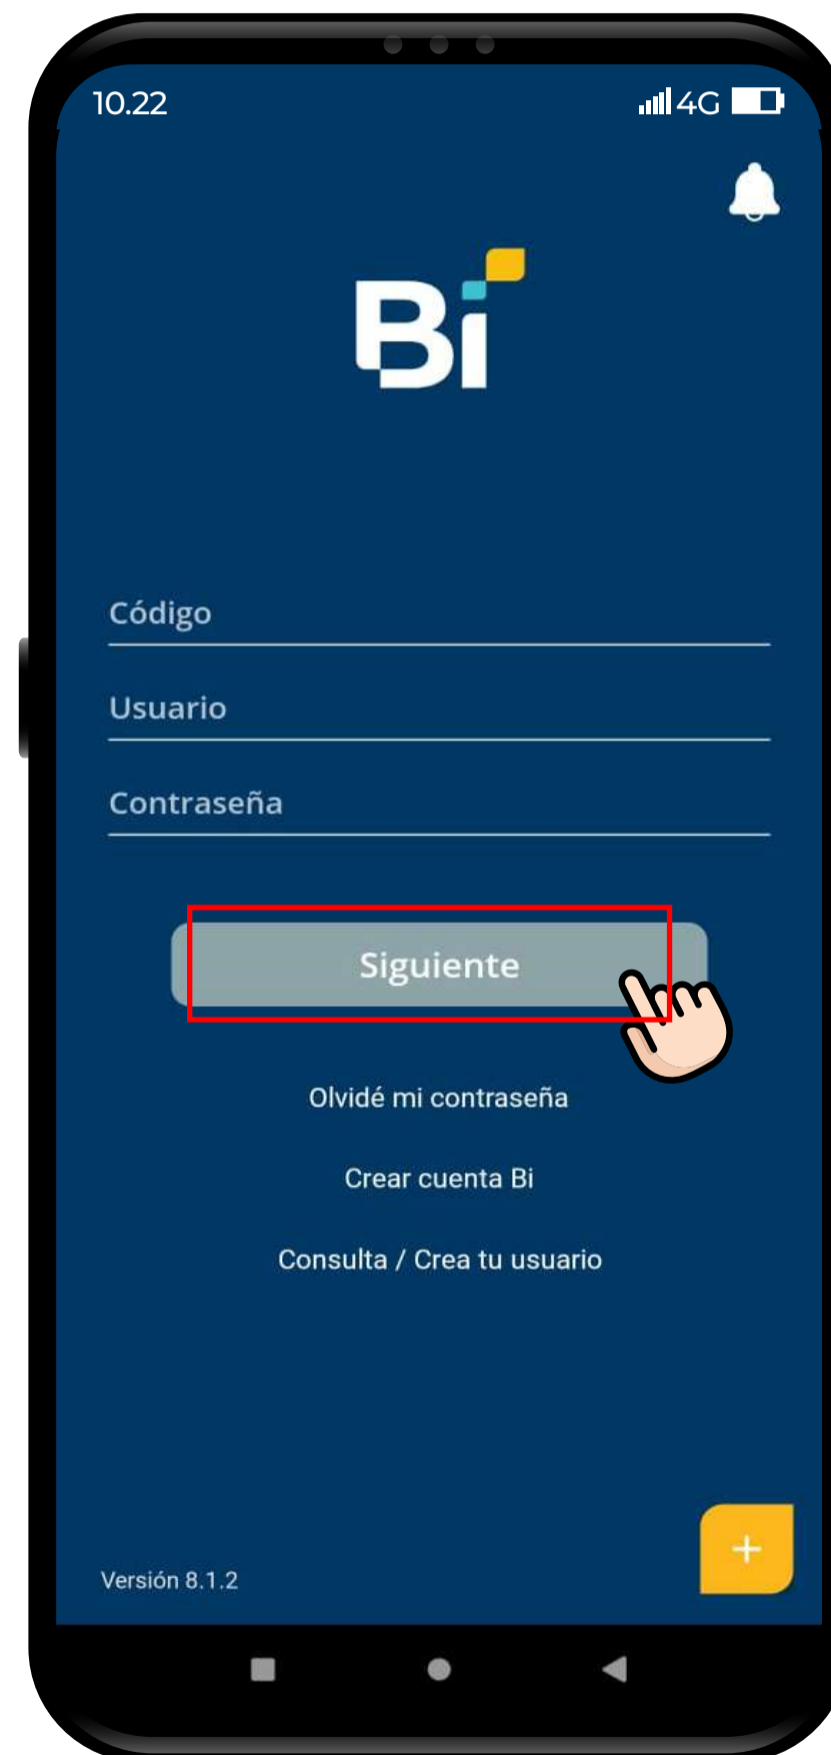 10.22
4G
Bi
Código
Usuario
Contraseña
Siguiente
Olvidé mi contraseña
Crear cuenta Bi
Consulta / Crea tu usuario
+
Versión 8.1.2